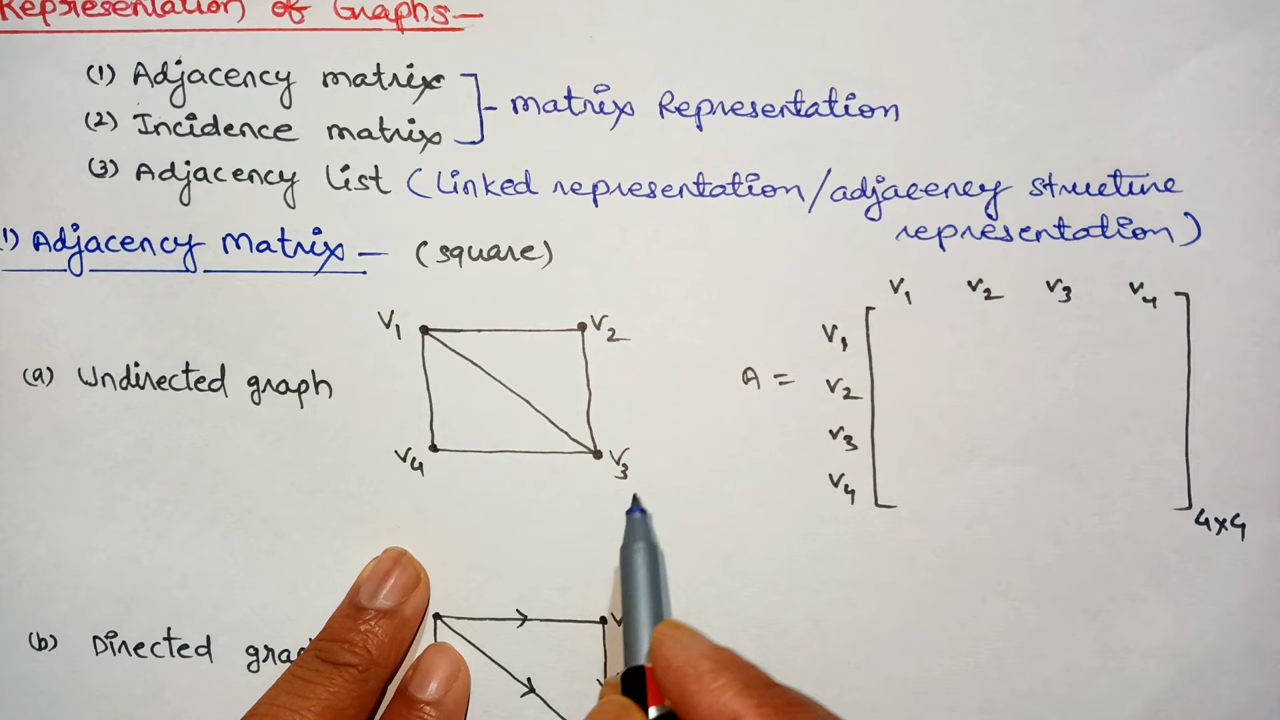 Representation of Graphs-
(1) Adjacency matrix
(2) Incidence matrix
matrix Representation
(3) Adjacency List (Linked representation/adjacency structure
representation)
1) Adjacency Matrix - (square)
(a) Undirected graph
V1 V2
V4 V3
A =
V1 V2 V3 V4
V1
V2
V3
V4
4x4
(b) Directed